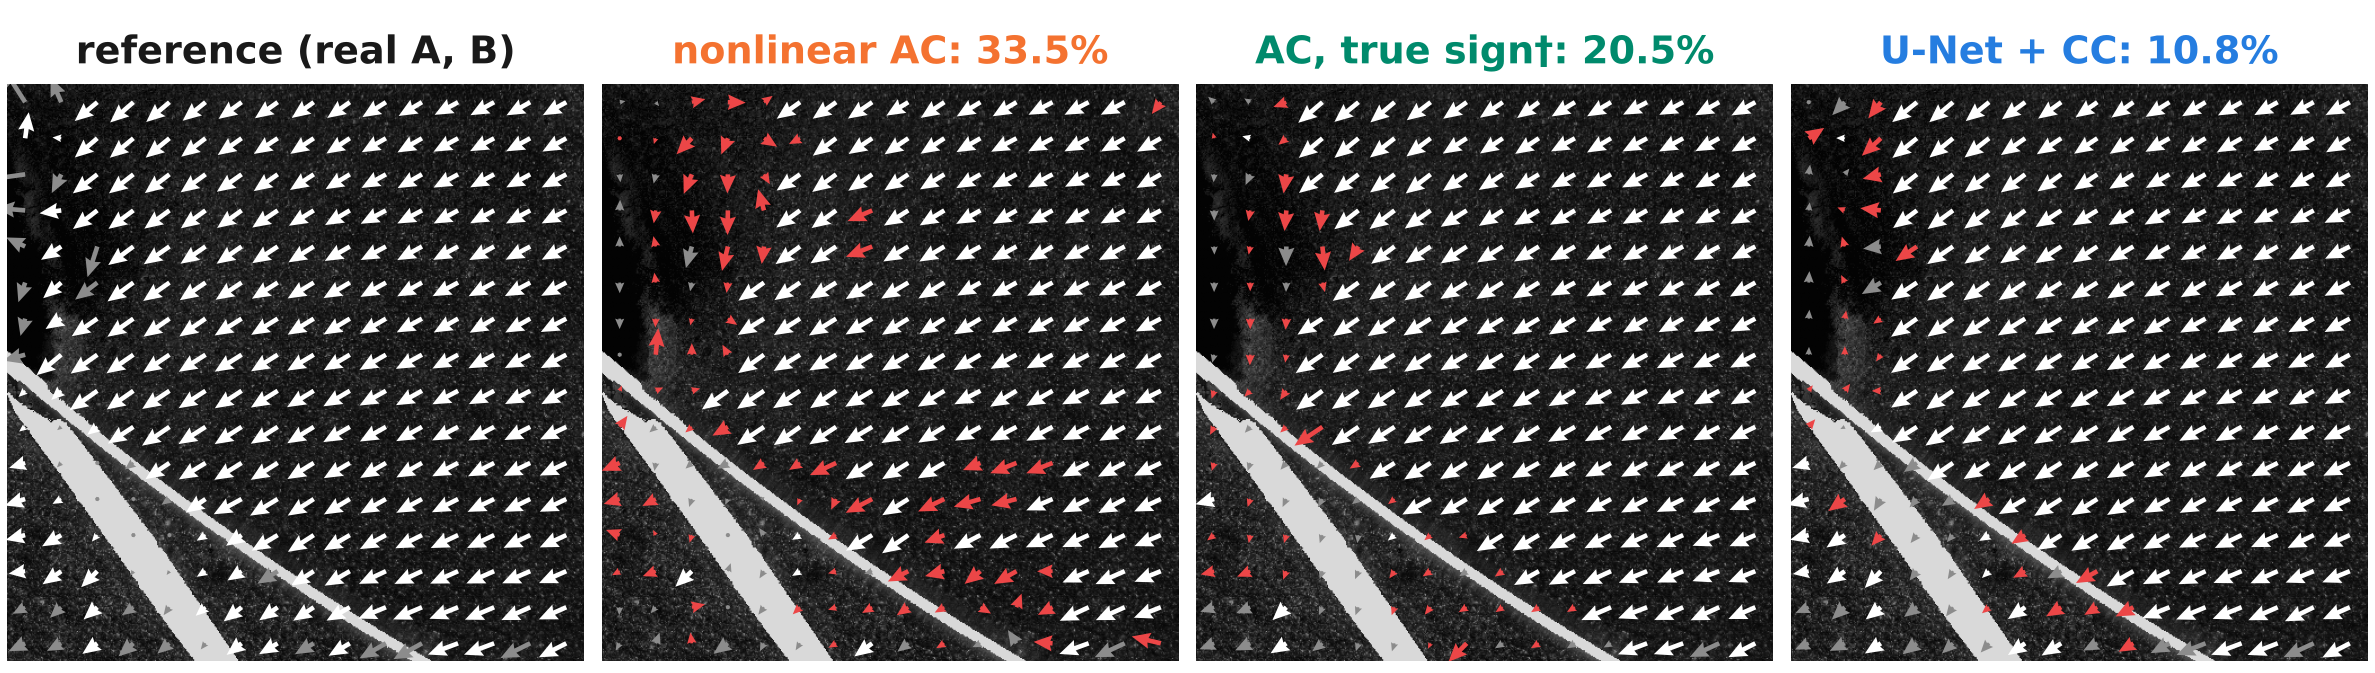 reference (real A, B)
nonlinear AC: 33.5%
AC, true sign†: 20.5%
U-Net + CC: 10.8%